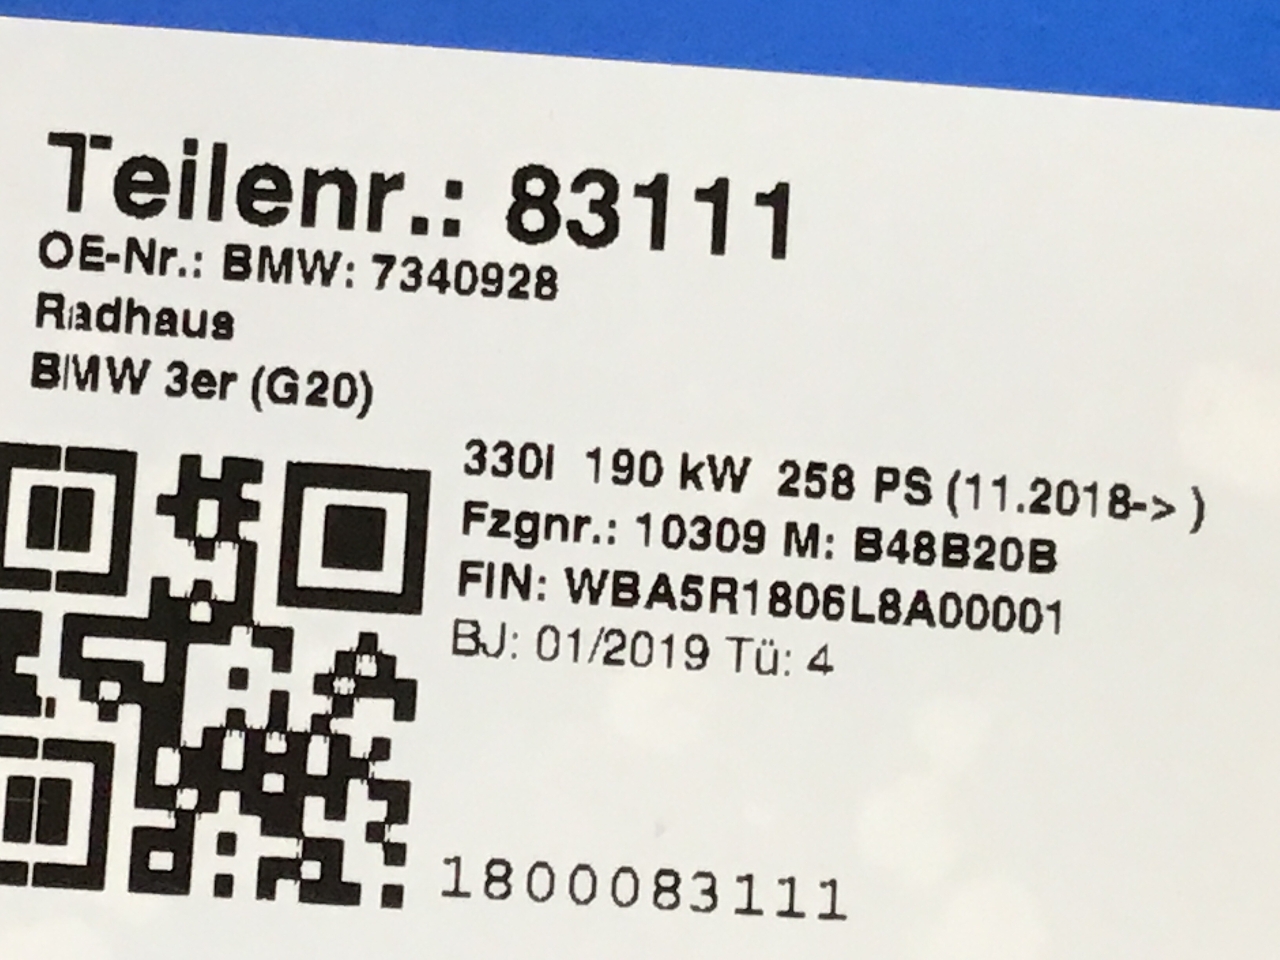 Teilenr.: 83111
OE-Nr.: BMW: 7340928
Radhaus
BMW 3er (G20)
330i 190 kW 258 PS (11.2018-> )
Fzgnr.: 10309 M: B48B20B
FIN: WBA5R1806L8A00001
BJ: 01/2019 Tü: 4
1800083111